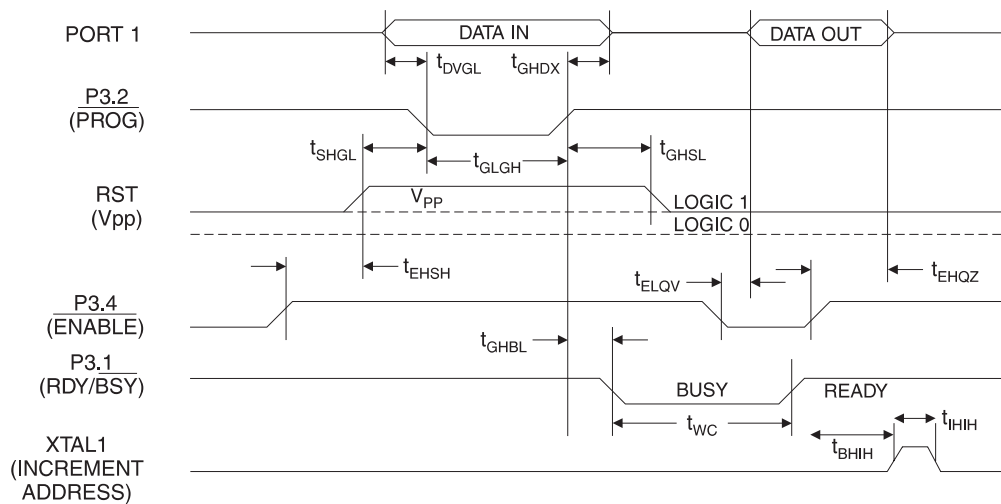 PORT 1
DATA IN
DATA OUT
tDVGL
tGHDX
P3.2
(PROG)
tSHGL
tGLGH
tGHSL
RST
(Vpp)
VPP
LOGIC 1
LOGIC 0
tEHSH
tELQV
tEHQZ
P3.4
(ENABLE)
tGHBL
P3.1
(RDY/BSY)
BUSY
READY
tWC
tIHIH
tBHIH
XTAL1
(INCREMENT
ADDRESS)